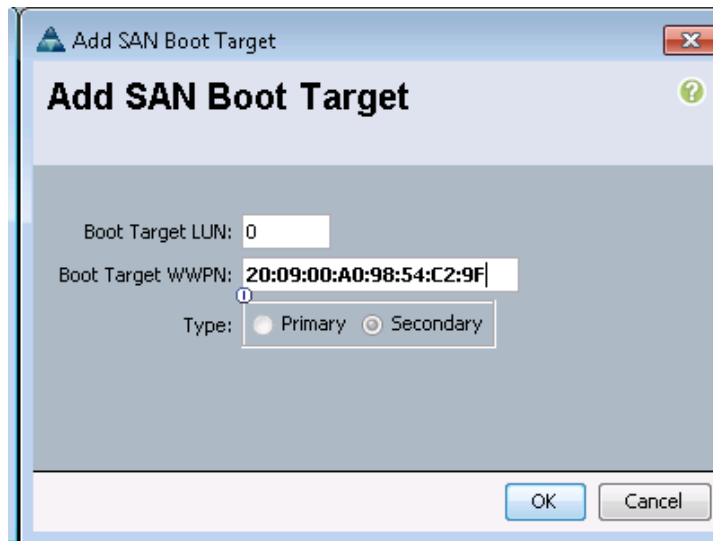 Add SAN Boot Target
Add SAN Boot Target
Boot Target LUN: 0
Boot Target WWPN: 20:09:00:A0:98:54:C2:9F
Type: Primary Secondary
OK Cancel